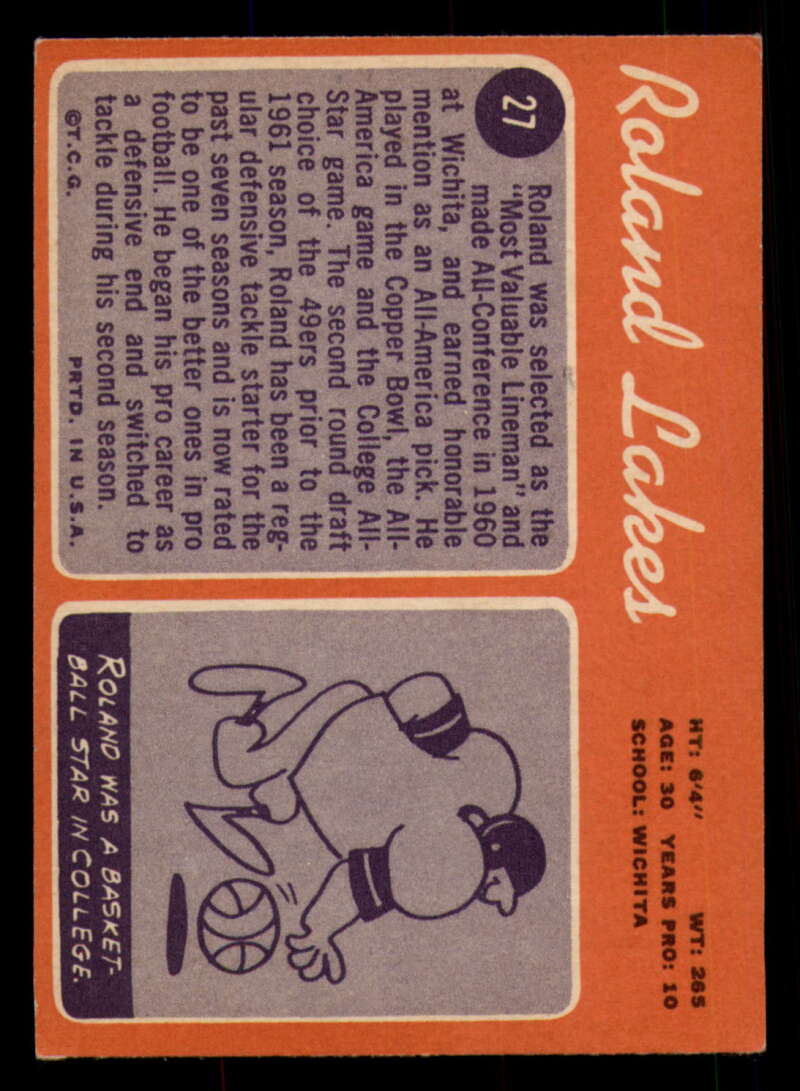 Roland Lakes
HT: 6'4" WT: 265
AGE: 30 YEARS PRO: 10
SCHOOL: WICHITA
27
Roland was selected as the
"Most Valuable Lineman" and
made All-Conference in 1960
at Wichita, and earned honorable
mention as an All-America pick. He
played in the Copper Bowl, the All-
America game and the College All-
Star game. The second round draft
choice of the 49ers prior to the
1961 season, Roland has been a reg-
ular defensive tackle starter for the
past seven seasons and is now rated
to be one of the better ones in pro
football. He began his pro career as
a defensive end and switched to
tackle during his second season.
©T.C.G. PRTD. IN U.S.A.
ROLAND WAS A BASKET-
BALL STAR IN COLLEGE.